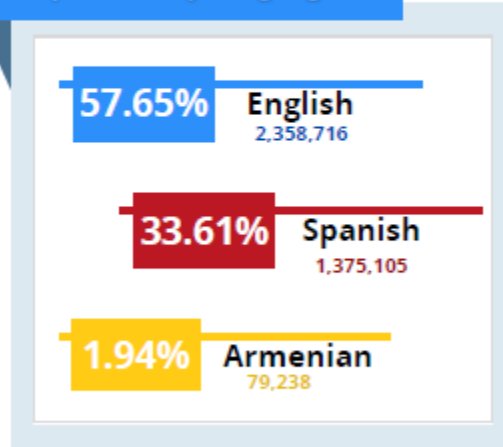 57.65% English
2,358,716
33.61% Spanish
1,375,105
1.94% Armenian
79,238